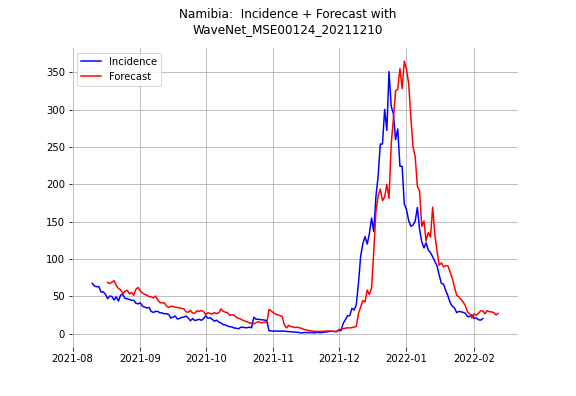 Namibia:  Incidence + Forecast with
WaveNet_MSE00124_20211210
Incidence
Forecast
350
300
250
200
150
100
50
0
2021-08 2021-09 2021-10 2021-11 2021-12 2022-01 2022-02